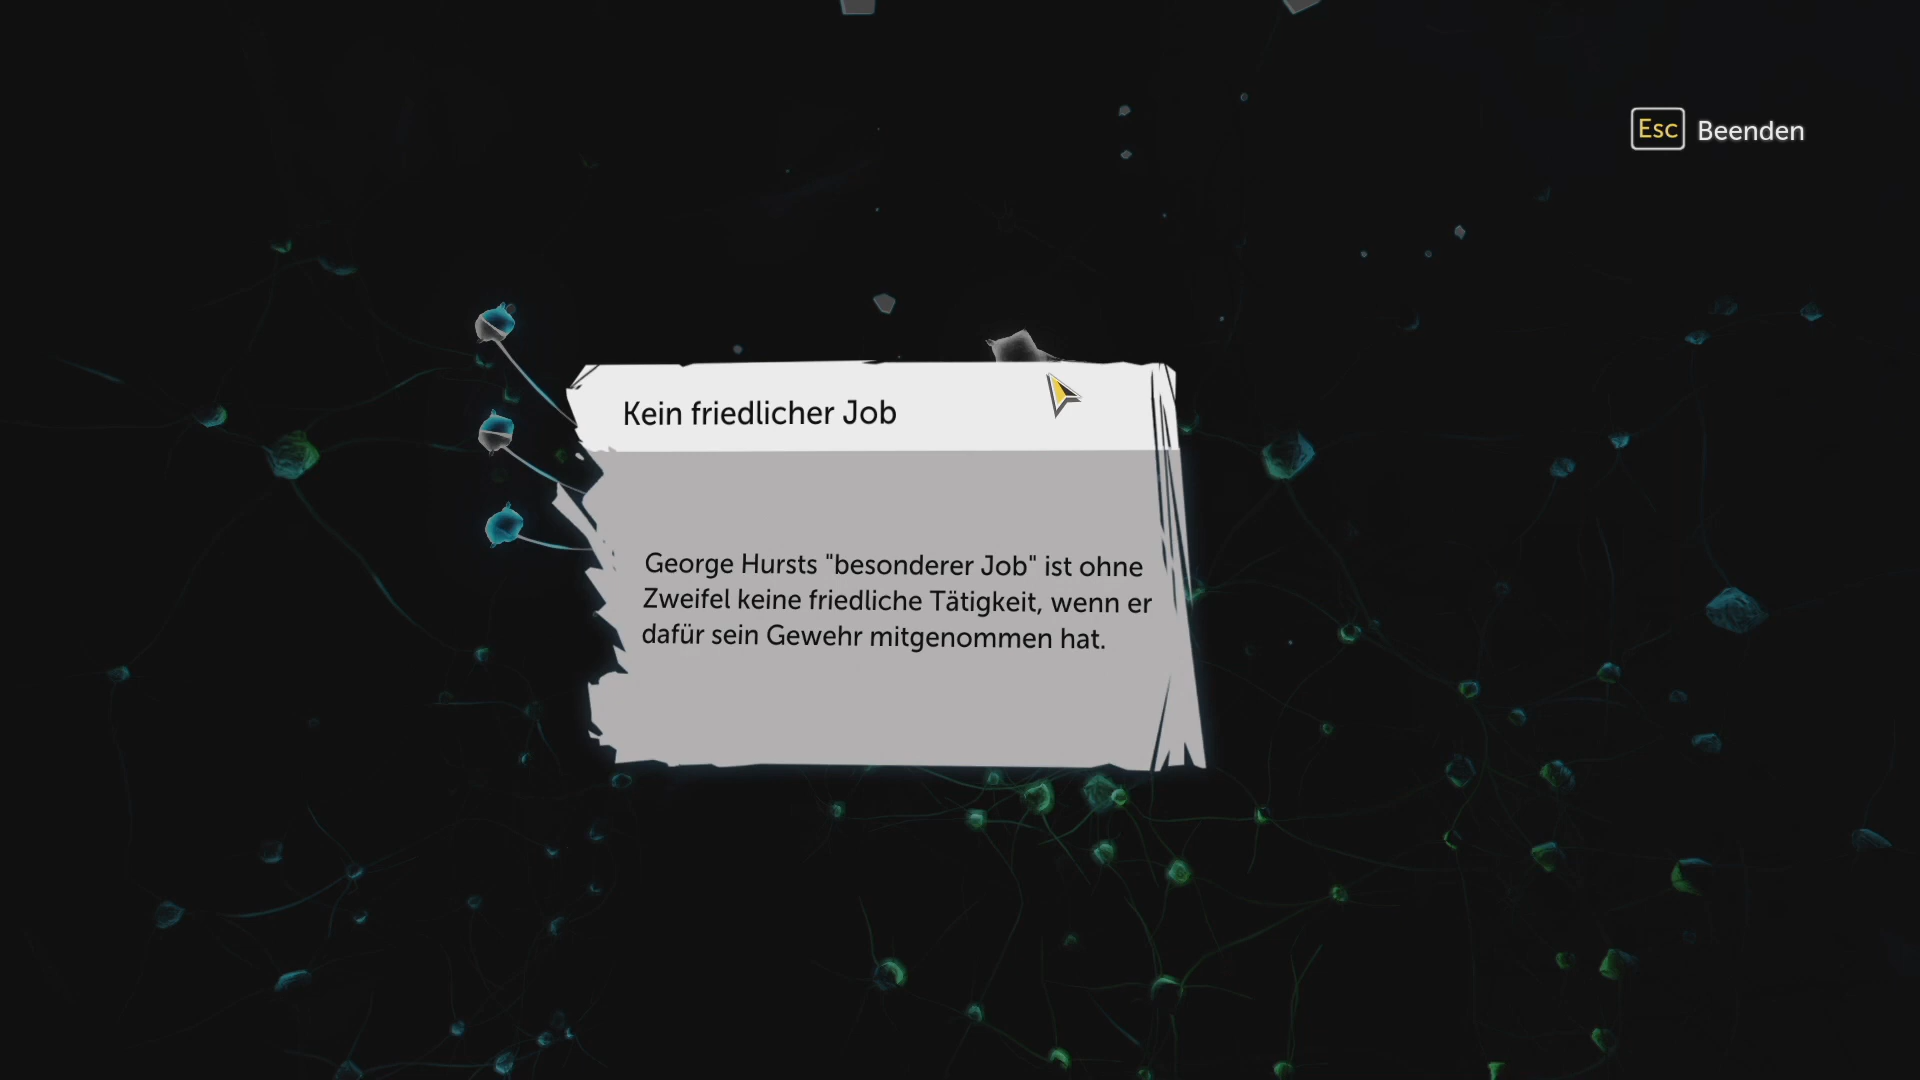 Esc Beenden
Kein friedlicher Job
George Hursts "besonderer Job" ist ohne
Zweifel keine friedliche Tätigkeit, wenn er
dafür sein Gewehr mitgenommen hat.